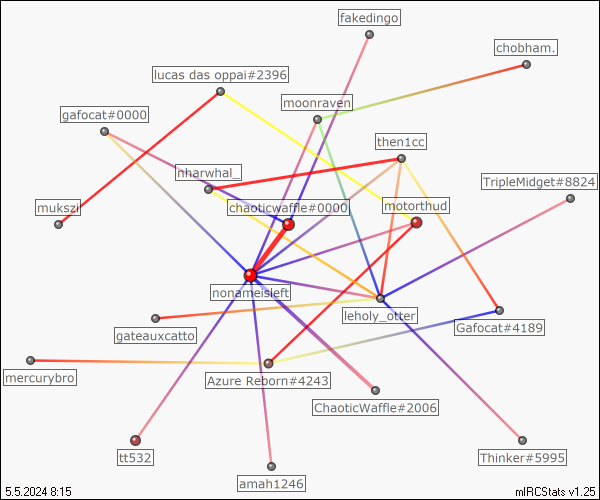 fakedingo
chobham.
lucas das oppai#2396
moonraven
gafocat#0000
then1cc
nharwhal_
TripleMidget#8824
mukszi
chaoticwaffle#0000
motorthud
nonameisleft
leholy_otter
gateauxcatto
Gafocat#4189
mercurybro
Azure Reborn#4243
ChaoticWaffle#2006
tt532
Thinker#5995
amah1246
5.5.2024 8:15
mIRCStats v1.25